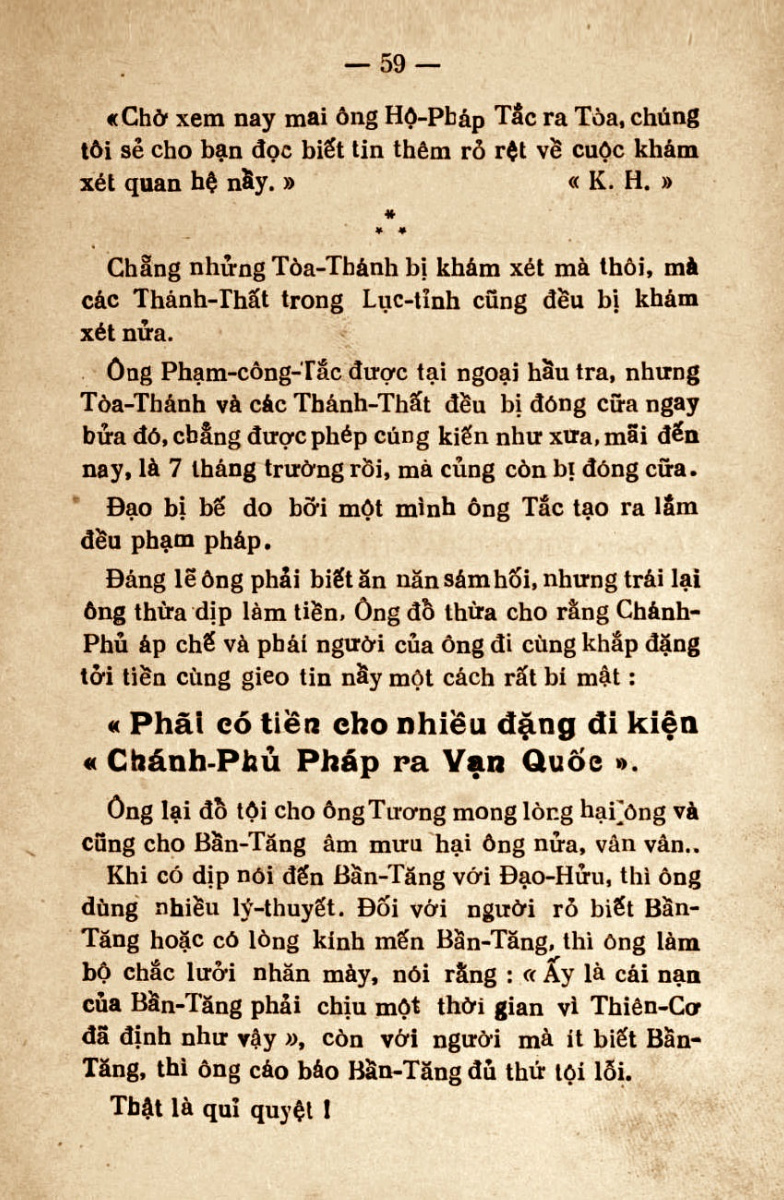 — 59 —
«Chờ xem nay mai ông Hộ-Pháp Tắc ra Tòa, chúng
tôi sẻ cho bạn đọc biết tin thêm rỏ rệt về cuộc khám
xét quan hệ nầy. » « K. H. »
*
* *
Chẳng nhửng Tòa-Thánh bị khám xét mà thôi, mà
các Thánh-Thất trong Lục-tỉnh cũng đều bị khám
xét nửa.
Ông Phạm-công-Tắc được tại ngoại hầu tra, nhưng
Tòa-Thánh và các Thánh-Thất đều bị đóng cữa ngay
bửa đó, chẳng được phép cúng kiến như xưa, mãi đến
nay, là 7 tháng trường rồi, mà củng còn bị đóng cữa.
Đạo bị bế do bỡi một mình ông Tắc tạo ra lắm
đều phạm pháp.
Đáng lẽ ông phải biết ăn năn sám hối, nhưng trái lại
ông thừa dịp làm tiền. Ông đồ thừa cho rằng Chánh-
Phủ áp chế và phái người của ông đi cùng khắp đặng
tởi tiền cùng gieo tin nầy một cách rất bí mật :
« Phãi có tiền cho nhiều đặng đi kiện
« Chánh-Phủ Pháp ra Vạn Quốc ».
Ông lại đổ tội cho ông Tương mong lòng hại ông và
cũng cho Bần-Tăng âm mưu hại ông nửa, vân vân..
Khi có dịp nói đến Bần-Tăng với Đạo-Hửu, thì ông
dùng nhiều lý-thuyết. Đối với người rỏ biết Bần-
Tăng hoặc có lòng kính mến Bần-Tăng, thì ông làm
bộ chắc lưởi nhăn mày, nói rằng : « Ấy là cái nạn
của Bần-Tăng phải chịu một thời gian vì Thiên-Cơ
đã định như vậy », còn với người mà ít biết Bần-
Tăng, thì ông cáo báo Bần-Tăng đủ thứ tội lỗi.
Thật là quỉ quyệt !